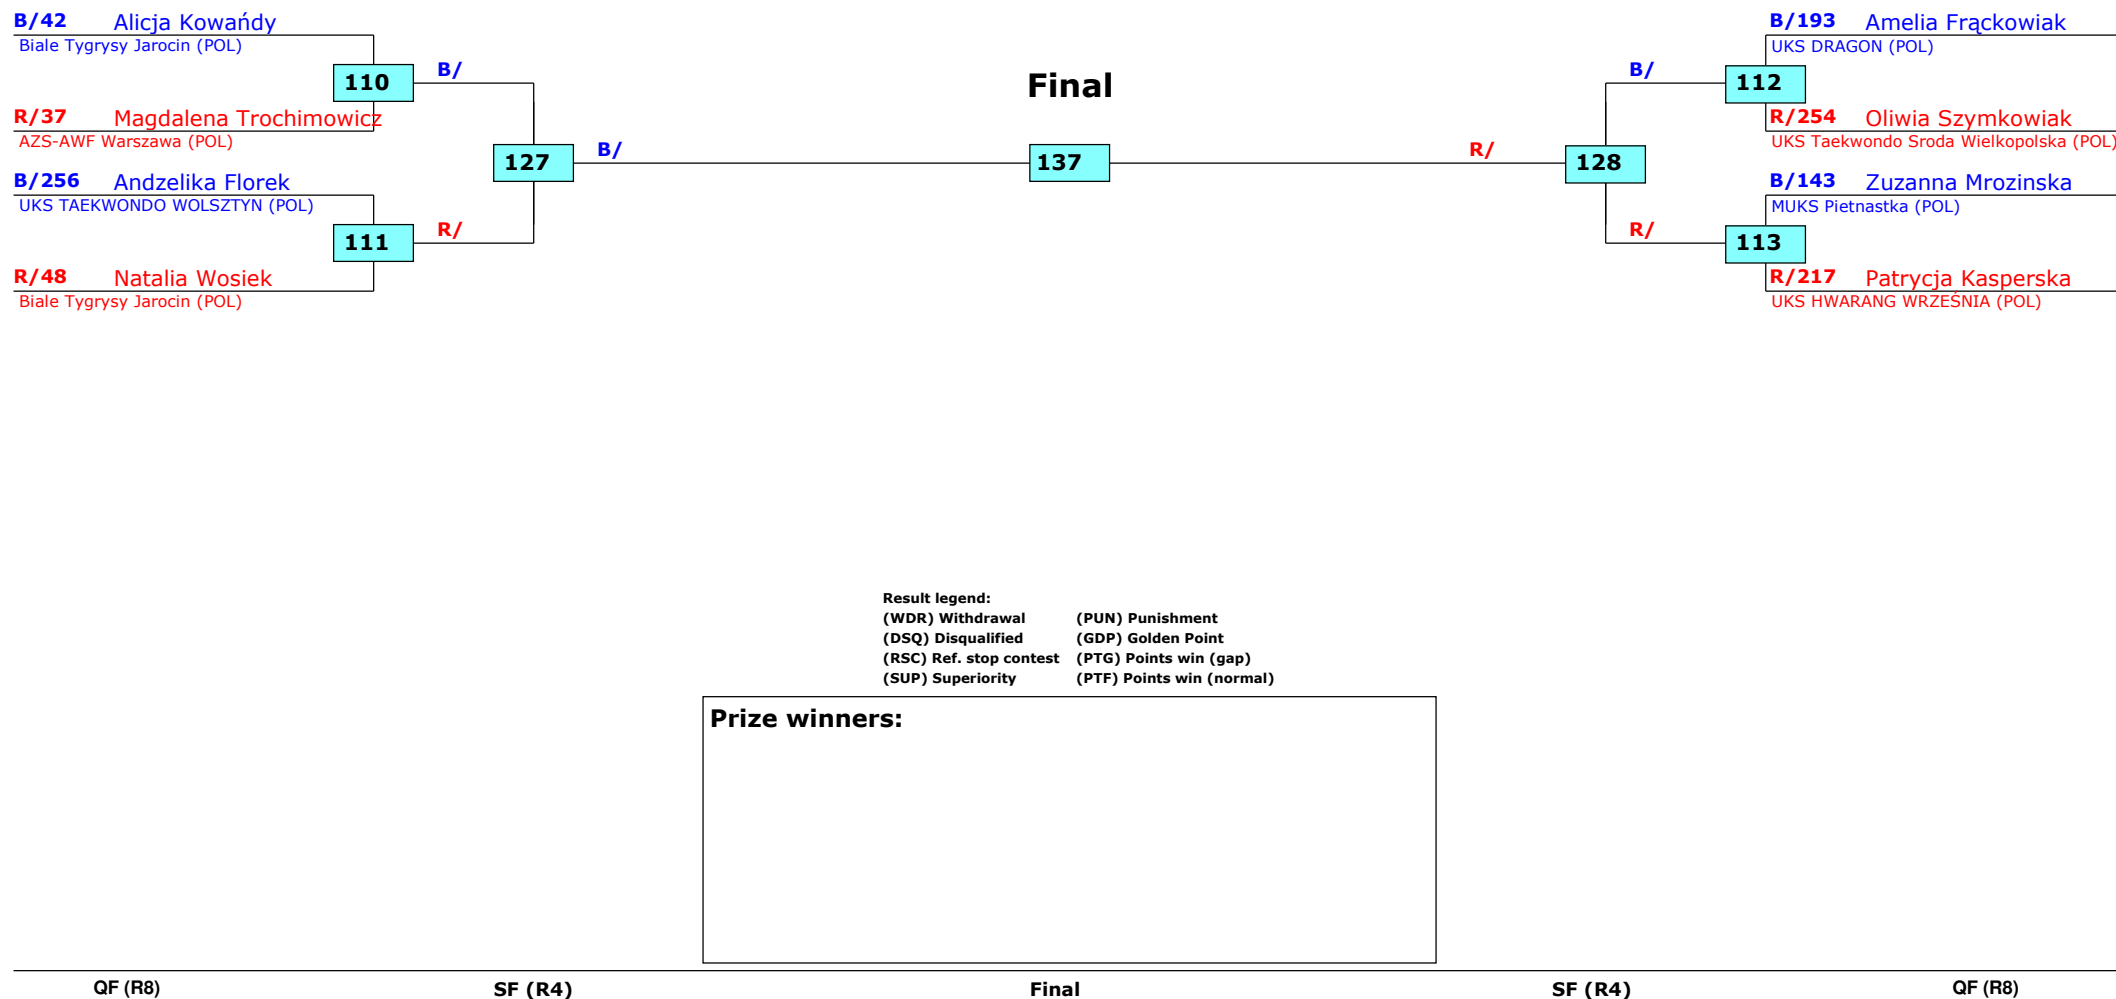 B/42 Alicja Kowańdy
Biale Tygrysy Jarocin (POL)
110
B/
R/37 Magdalena Trochimowicz
AZS-AWF Warszawa (POL)
127
B/
B/256 Andzelika Florek
UKS TAEKWONDO WOLSZTYN (POL)
111
R/
R/48 Natalia Wosiek
Biale Tygrysy Jarocin (POL)
Final
137
B/193 Amelia Frąckowiak
UKS DRAGON (POL)
B/
112
R/254 Oliwia Szymkowiak
UKS Taekwondo Sroda Wielkopolska (POL)
R/
128
B/143 Zuzanna Mrozinska
MUKS Pietnastka (POL)
R/
113
R/217 Patrycja Kasperska
UKS HWARANG WRZEŚNIA (POL)
Result legend:
(WDR) Withdrawal (PUN) Punishment
(DSQ) Disqualified (GDP) Golden Point
(RSC) Ref. stop contest (PTG) Points win (gap)
(SUP) Superiority (PTF) Points win (normal)
Prize winners:
QF (R8) SF (R4) Final SF (R4) QF (R8)